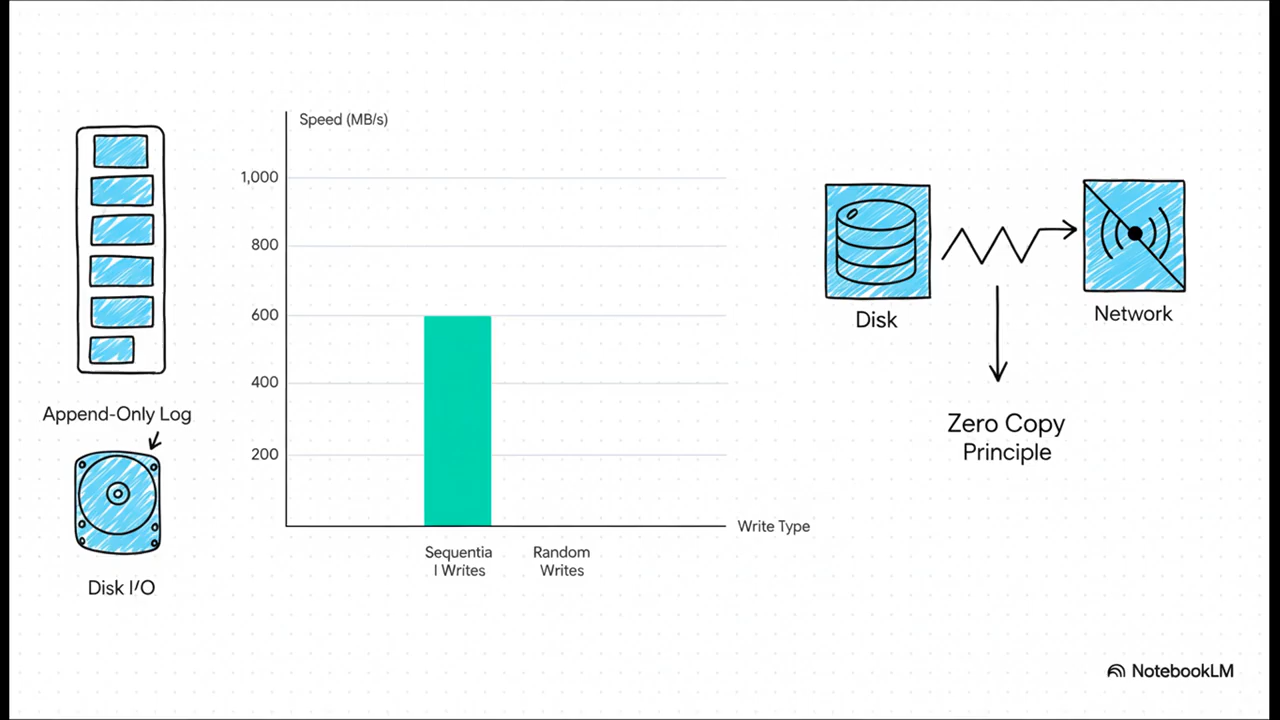 Append-Only Log
Disk I/O
Speed (MB/s)
1,000
800
600
400
200
Sequentia
l Writes
Random
Writes
Write Type
Disk
Network
Zero Copy
Principle
NotebookLM